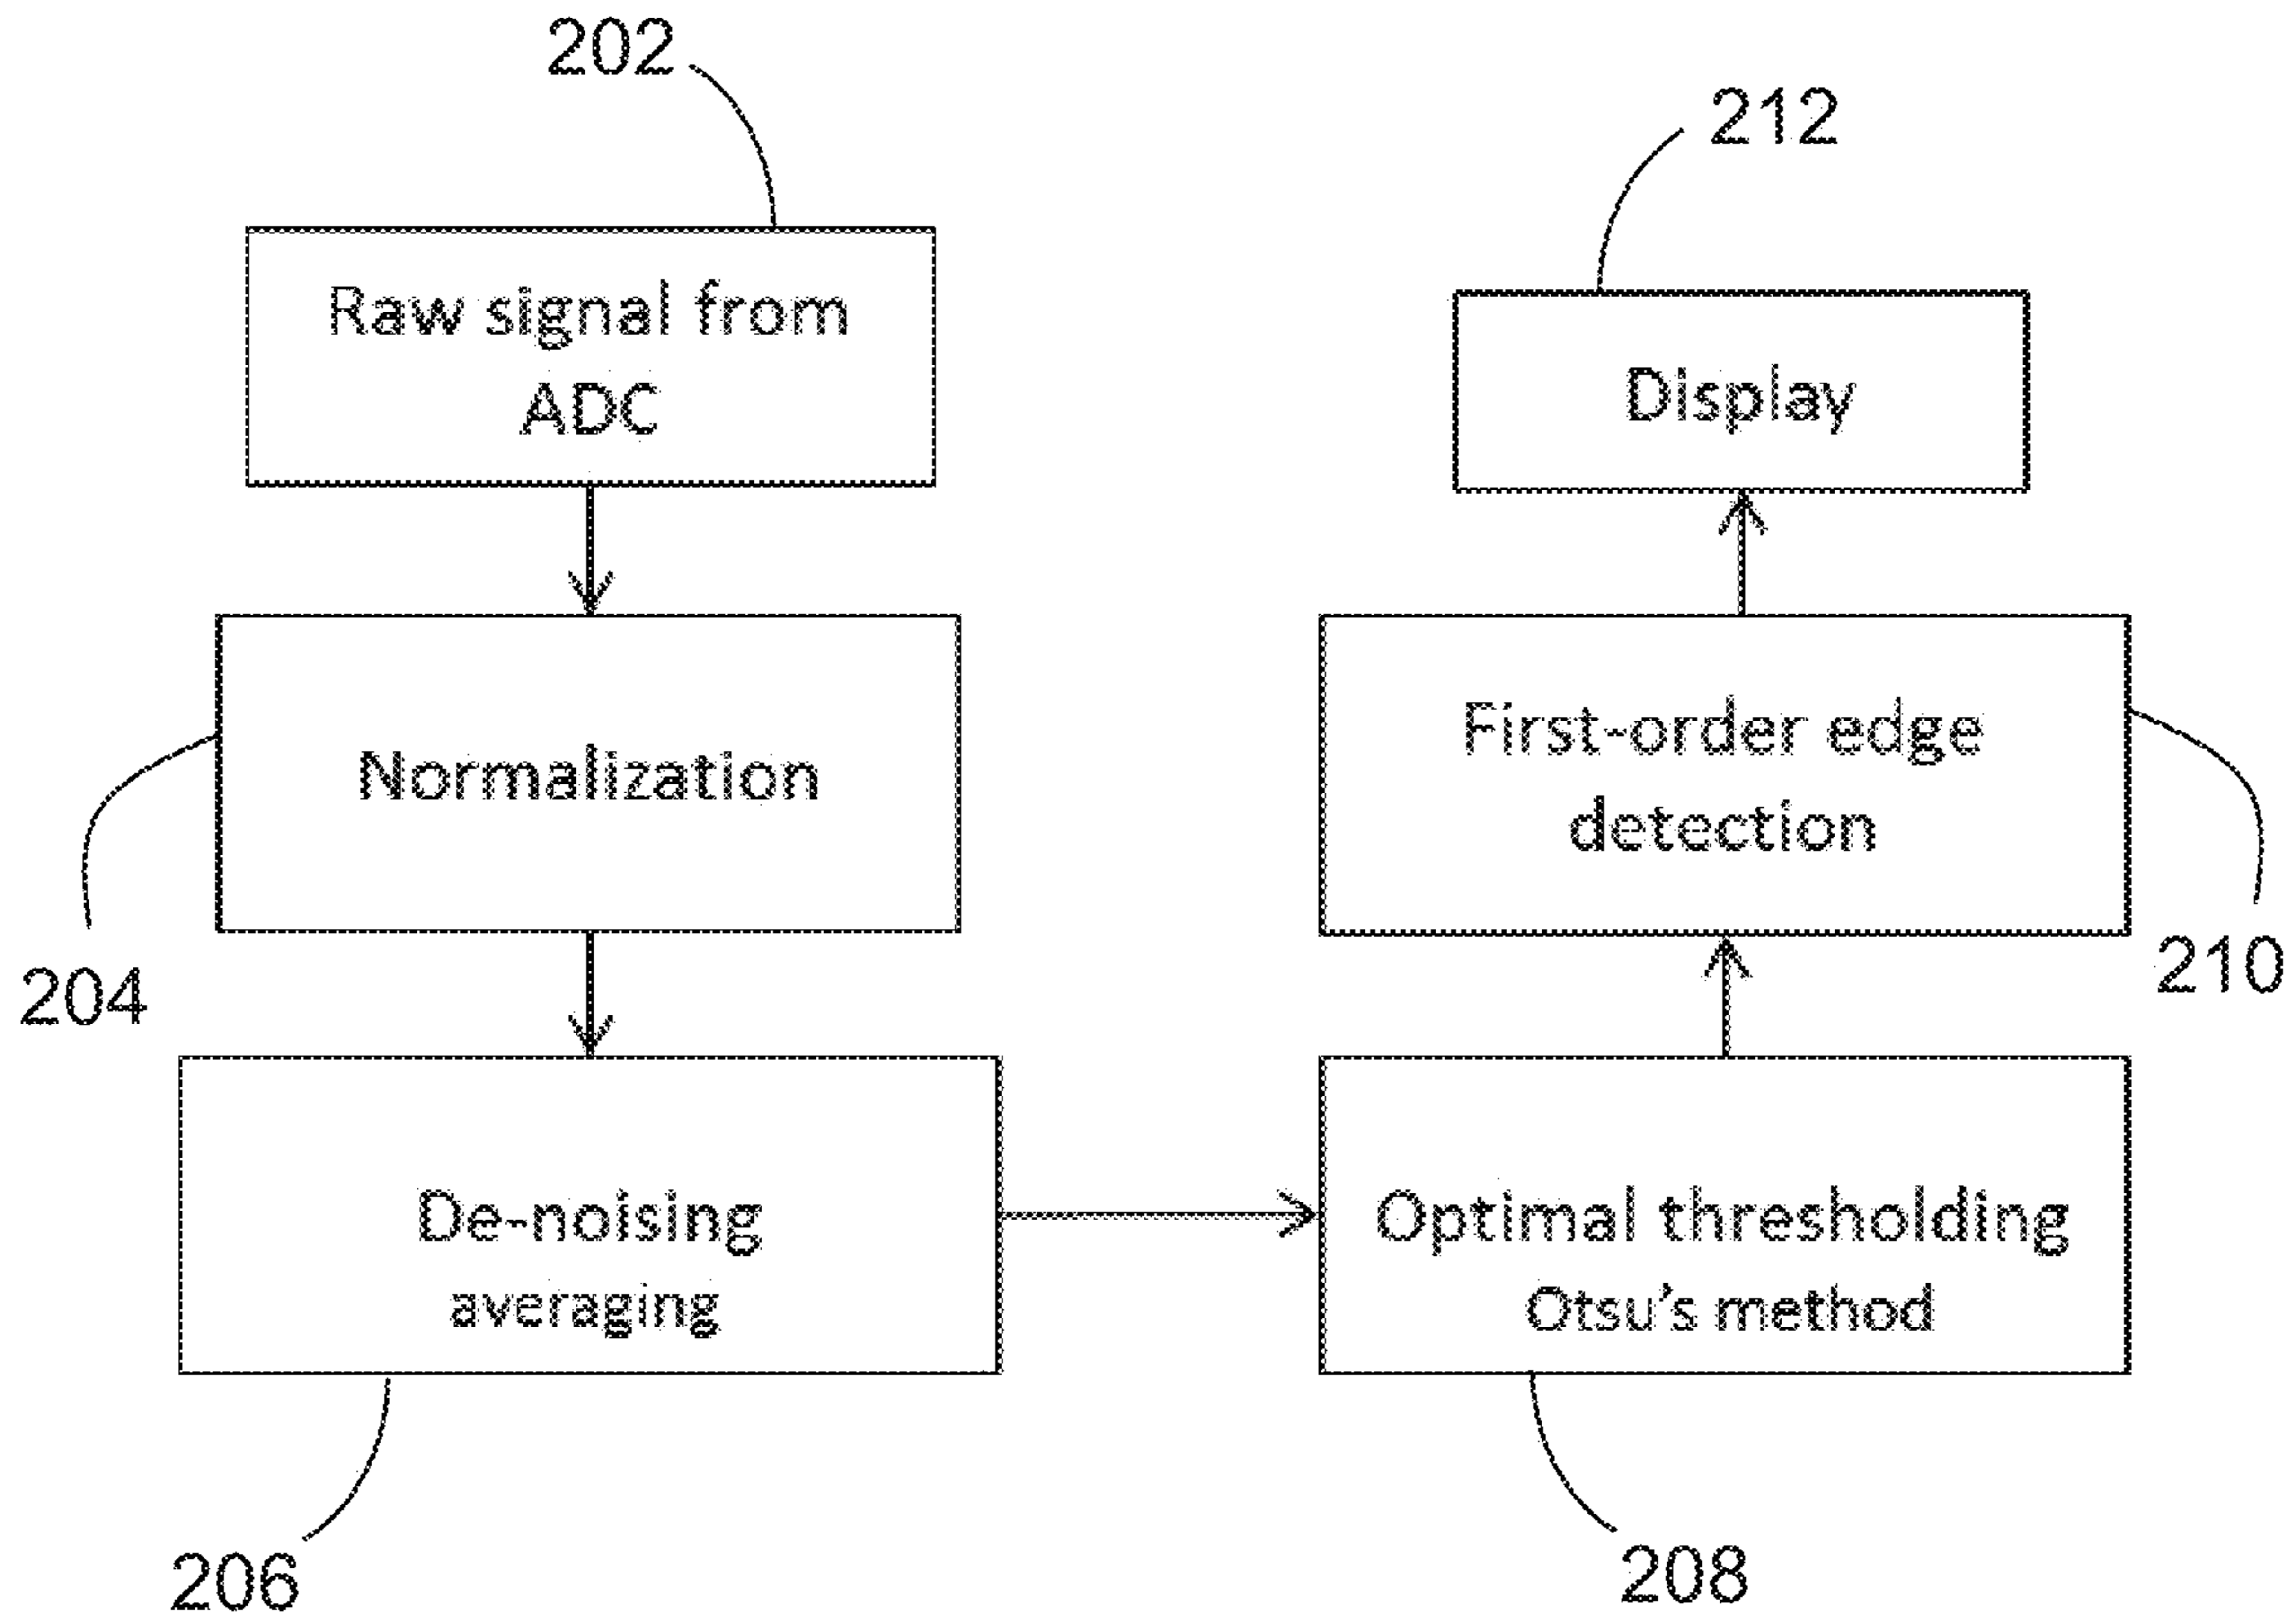 202
Raw signal from
ADC
204
Normalization
206
De-noising
averaging
208
Optimal thresholding
Otsu's method
210
First-order edge
detection
212
Display